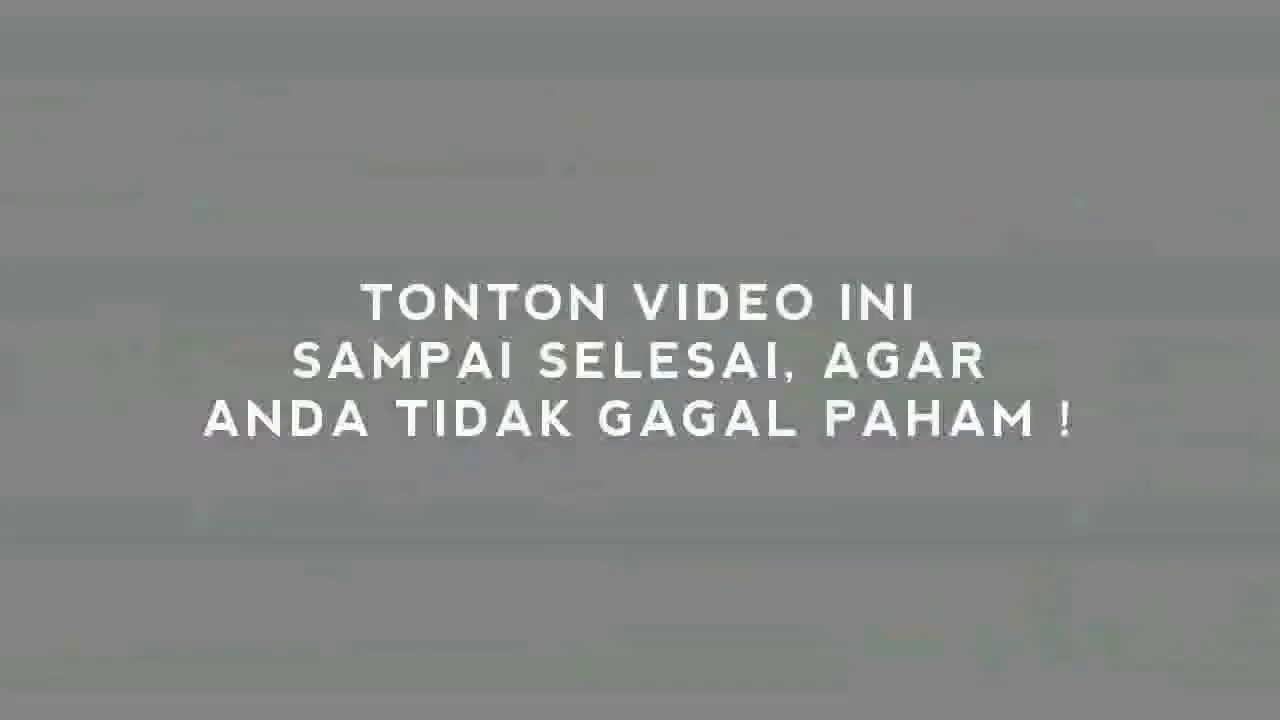 TONTON VIDEO INI
SAMPAI SELESAI, AGAR
ANDA TIDAK GAGAL PAHAM !